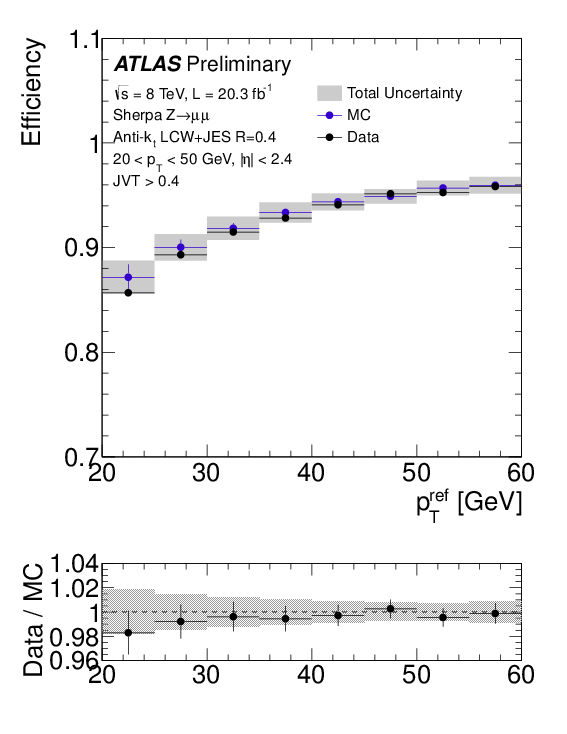 1.1
Efficiency
ATLAS Preliminary
√s = 8 TeV, L = 20.3 fb⁻¹
Total Uncertainty
Sherpa Z→μμ
MC
Anti-kt LCW+JES R=0.4
Data
1
20 < pT < 50 GeV, |η| < 2.4
JVT > 0.4
0.9
0.8
0.7
20 30 40 50 60
pTref [GeV]
Data / MC
1.04
1.02
1
0.98
0.96
20 30 40 50 60